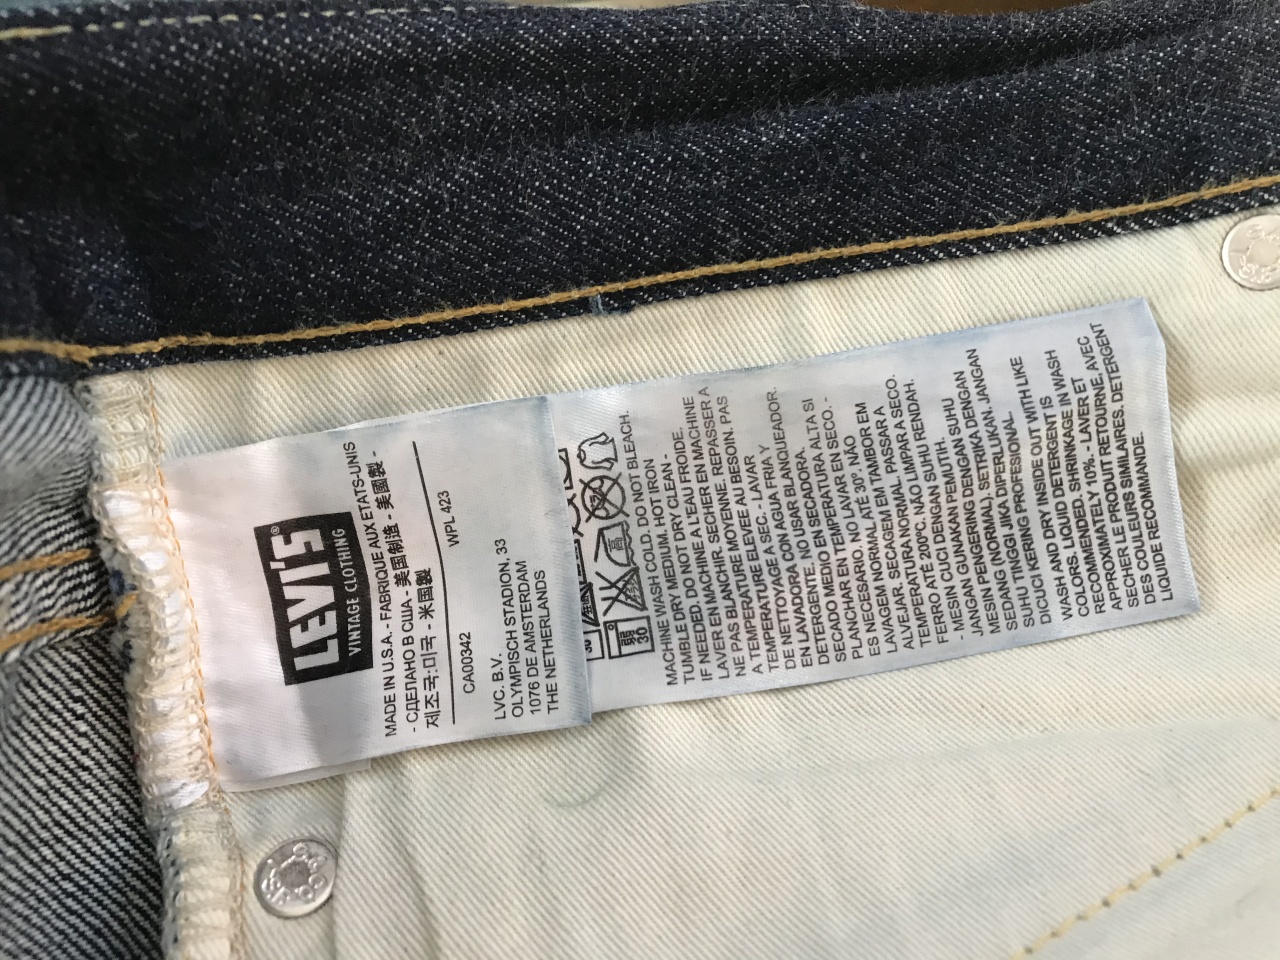 LEVI'S®
VINTAGE CLOTHING
MADE IN U.S.A. - FABRIQUE AUX ETATS-UNIS
- СДЕЛАНО В США - 美国制造 - 美國製 -
제조국:미국 - 米国製
CA00342 WPL 423
LVC. B.V.
OLYMPISCH STADION, 33
1076 DE AMSTERDAM
THE NETHERLANDS
30
弱
30
高
MACHINE WASH COLD. DO NOT BLEACH.
TUMBLE DRY MEDIUM. HOT IRON
IF NEEDED. DO NOT DRY CLEAN -
LAVER EN MACHINE A L'EAU FROIDE.
NE PAS BLANCHIR. SECHER EN MACHINE
A TEMPERATURE MOYENNE. REPASSER A
TEMPERATURE ELEVEE AU BESOIN. PAS
DE NETTOYAGE A SEC. - LAVAR
EN LAVADORA CON AGUA FRIA Y
DETERGENTE. NO USAR BLANQUEADOR.
SECADO MEDIO EN SECADORA.
PLANCHAR EN TEMPERATURA ALTA SI
ES NECESARIO. NO LAVAR EN SECO. -
LAVAGEM NORMAL ATÉ 30º. NÃO
ALVEJAR. SECAGEM EM TAMBOR EM
TEMPERATURA NORMAL. PASSAR A
FERRO ATÉ 200ºC. NÃO LIMPAR A SECO.
- MESIN CUCI DENGAN SUHU RENDAH.
JANGAN GUNAKAN PEMUTIH.
MESIN PENGERING DENGAN SUHU
SEDANG (NORMAL). SETRIKA DENGAN
SUHU TINGGI JIKA DIPERLUKAN. JANGAN
DICUCI KERING PROFESIONAL.
WASH AND DRY INSIDE OUT WITH LIKE
COLORS. LIQUID DETERGENT IS
RECOMMENDED. SHRINKAGE IN WASH
APPROXIMATELY 10%. - LAVER ET
SECHER LE PRODUIT RETOURNE, AVEC
DES COULEURS SIMILAIRES. DETERGENT
LIQUIDE RECOMMANDE.